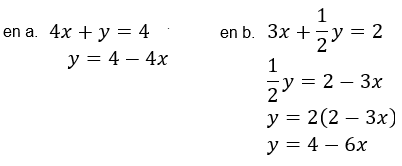 en a. 4x + y = 4
y = 4 − 4x
en b. 3x + 1/2 y = 2
1/2 y = 2 − 3x
y = 2(2 − 3x)
y = 4 − 6x